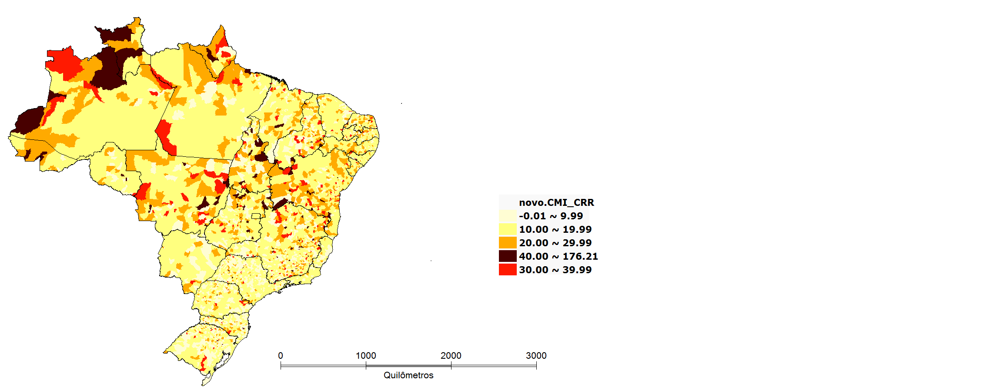 novo.CMI_CRR
-0.01 ~ 9.99
10.00 ~ 19.99
20.00 ~ 29.99
40.00 ~ 176.21
30.00 ~ 39.99
0 1000 2000 3000
Quilômetros